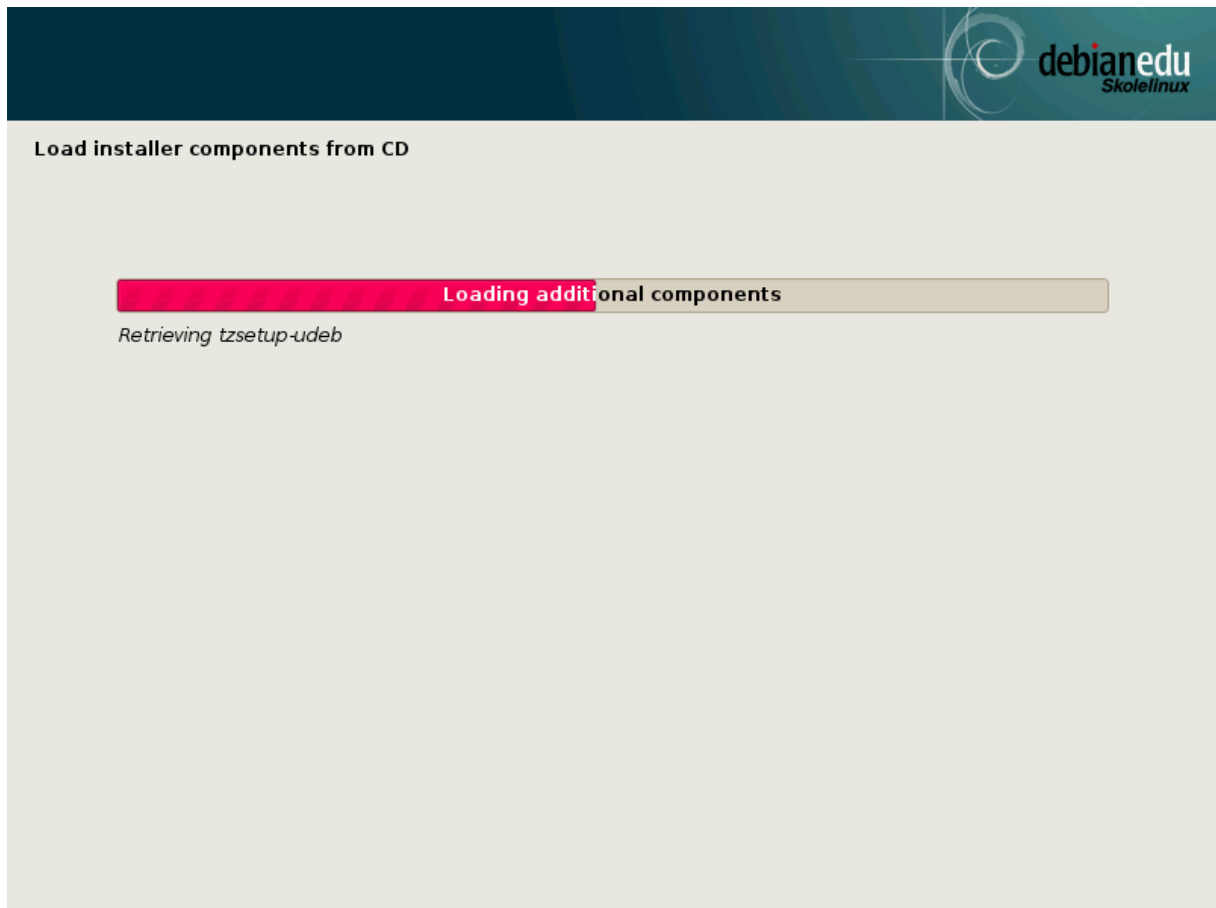 debianedu
Skolelinux
Load installer components from CD
Loading additional components
Retrieving tzsetup-udeb